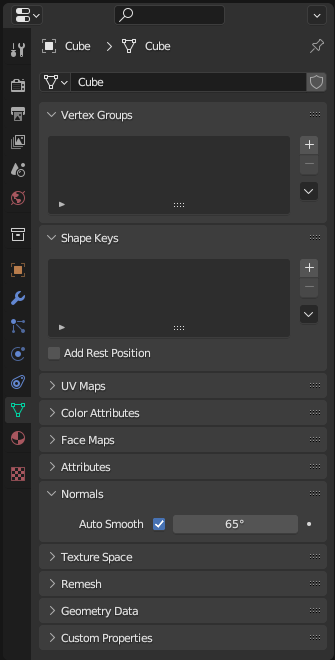 Cube Cube
Cube
Vertex Groups
Shape Keys
Add Rest Position
UV Maps
Color Attributes
Face Maps
Attributes
Normals
Auto Smooth 65°
Texture Space
Remesh
Geometry Data
Custom Properties